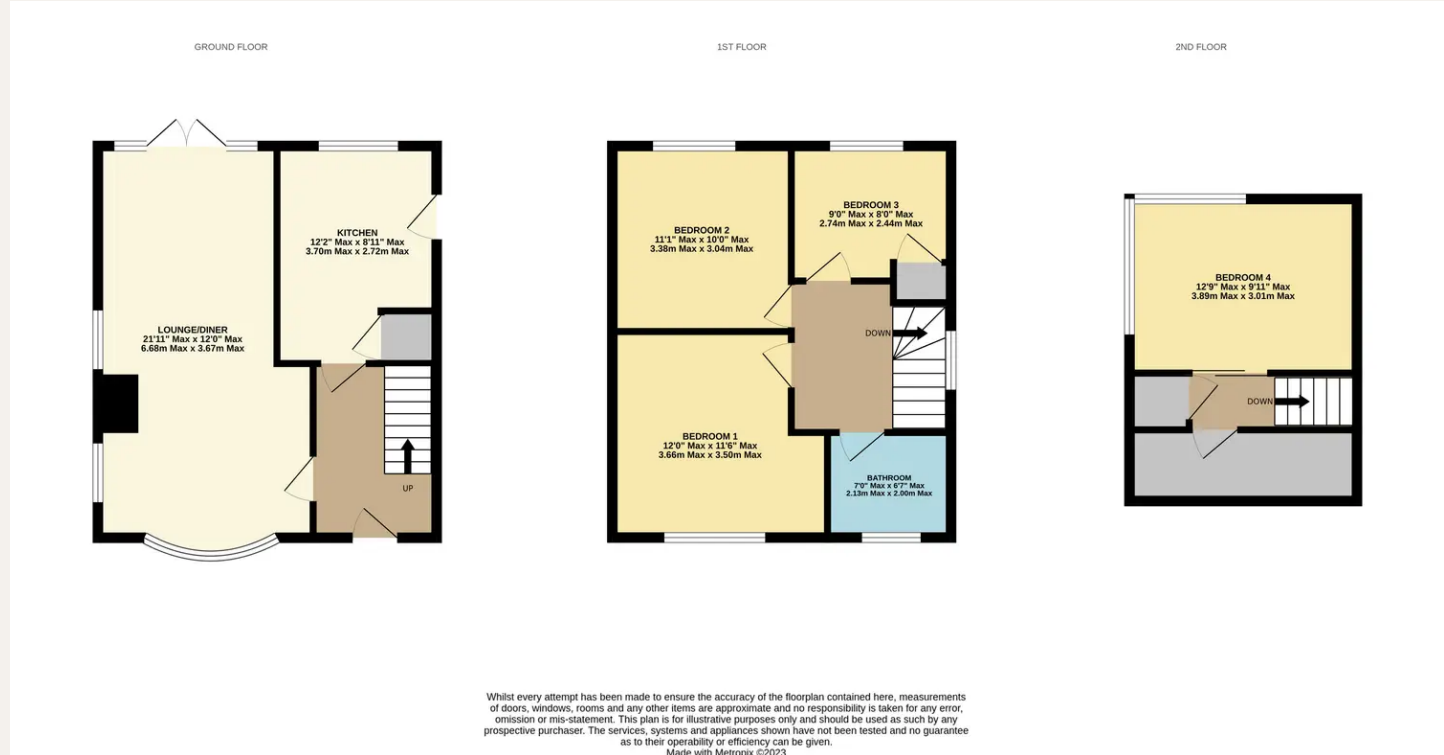 GROUND FLOOR
1ST FLOOR
2ND FLOOR
KITCHEN
12'2" Max x 8'11" Max
3.70m Max x 2.72m Max
LOUNGE/DINER
21'11" Max x 12'0" Max
6.68m Max x 3.67m Max
UP
BEDROOM 2
11'1" Max x 10'0" Max
3.38m Max x 3.04m Max
BEDROOM 3
9'0" Max x 8'0" Max
2.74m Max x 2.44m Max
DOWN
BEDROOM 1
12'0" Max x 11'6" Max
3.66m Max x 3.50m Max
BATHROOM
7'0" Max x 6'7" Max
2.13m Max x 2.00m Max
BEDROOM 4
12'9" Max x 9'11" Max
3.89m Max x 3.01m Max
DOWN
Whilst every attempt has been made to ensure the accuracy of the floorplan contained here, measurements
of doors, windows, rooms and any other items are approximate and no responsibility is taken for any error,
omission or mis-statement. This plan is for illustrative purposes only and should be used as such by any
prospective purchaser. The services, systems and appliances shown have not been tested and no guarantee
as to their operability or efficiency can be given.
Made with Metropix ©2023